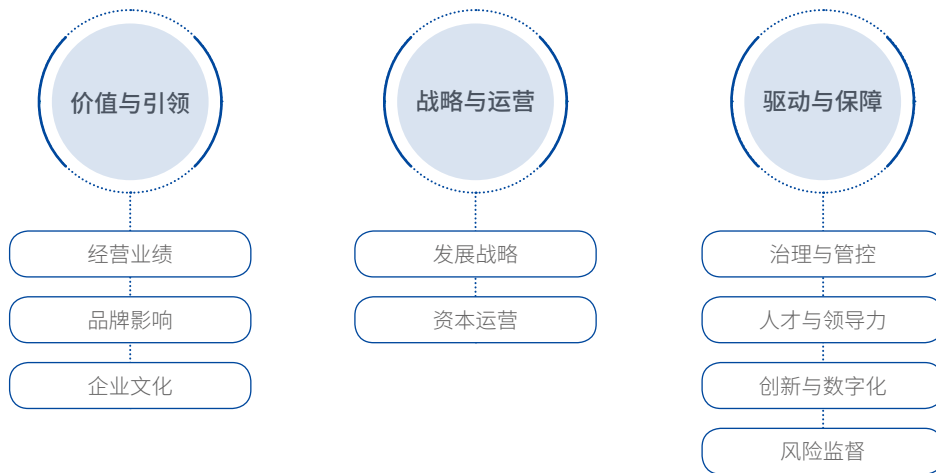 价值与引领
经营业绩
品牌影响
企业文化
战略与运营
发展战略
资本运营
驱动与保障
治理与管控
人才与领导力
创新与数字化
风险监督